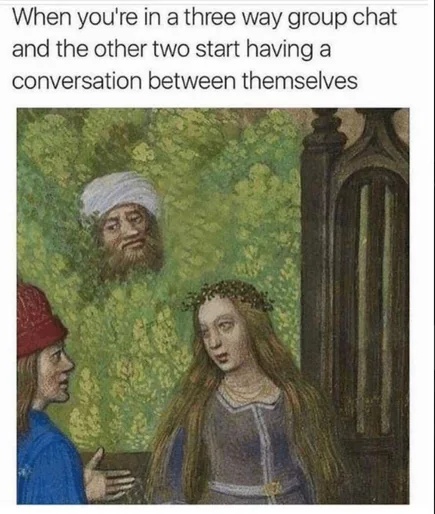 When you're in a three way group chat
and the other two start having a
conversation between themselves